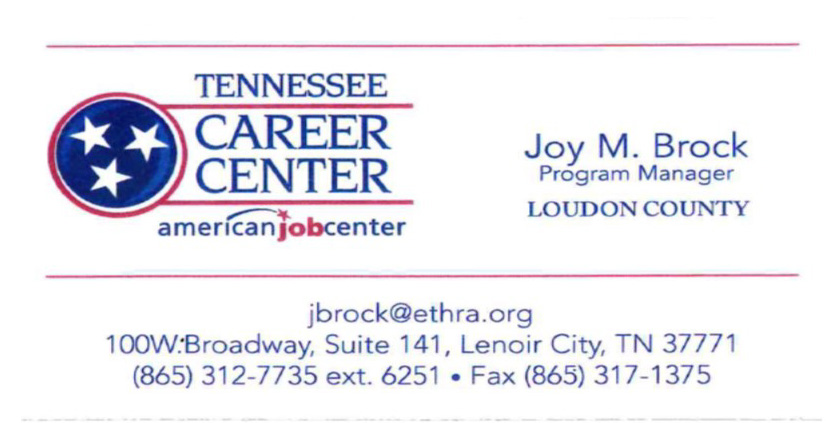 TENNESSEE
CAREER
CENTER
americanjobcenter
Joy M. Brock
Program Manager
LOUDON COUNTY
jbrock@ethra.org
100W.Broadway, Suite 141, Lenoir City, TN 37771
(865) 312-7735 ext. 6251 • Fax (865) 317-1375